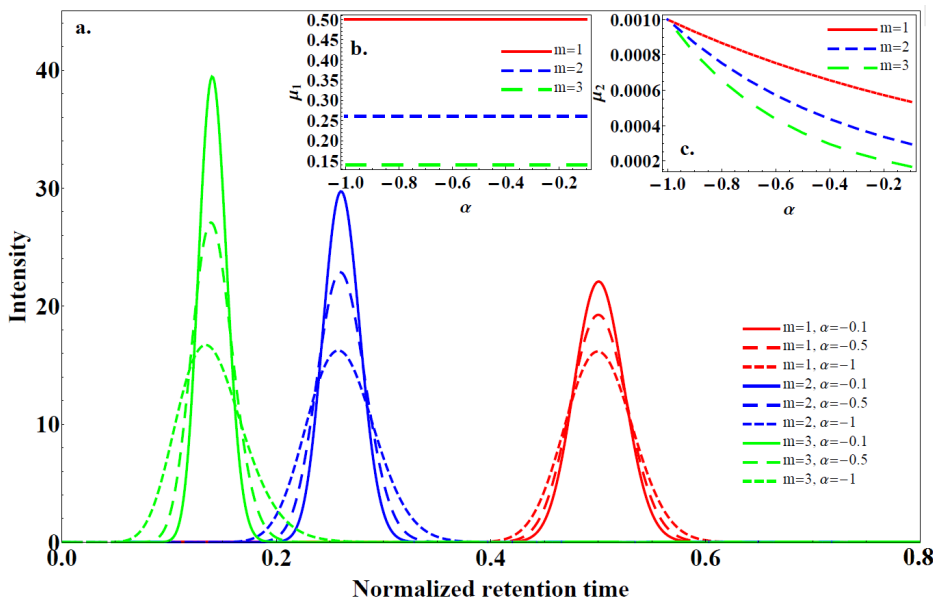 a.
Intensity
40
30
20
10
0
0.0 0.2 0.4 0.6 0.8
Normalized retention time
b.
μ1
0.50
0.45
0.40
0.35
0.30
0.25
0.20
0.15
m=1
m=2
m=3
−1.0 −0.8 −0.6 −0.4 −0.2
α
c.
μ2
0.0010
0.0008
0.0006
0.0004
0.0002
m=1
m=2
m=3
−1.0 −0.8 −0.6 −0.4 −0.2
α
m=1, α=−0.1
m=1, α=−0.5
m=1, α=−1
m=2, α=−0.1
m=2, α=−0.5
m=2, α=−1
m=3, α=−0.1
m=3, α=−0.5
m=3, α=−1